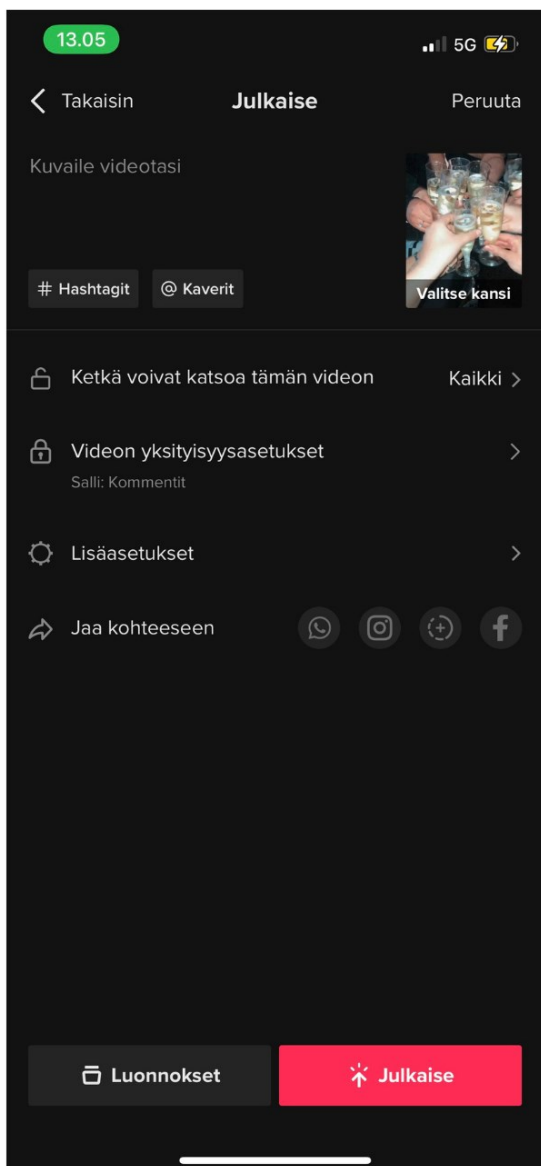 13.05
5G
Takaisin
Julkaise
Peruuta
Kuvaile videotasi
# Hashtagit
@ Kaverit
Valitse kansi
Ketkä voivat katsoa tämän videon
Kaikki >
Videon yksityisyysasetukset
Salli: Kommentit
Lisäasetukset
Jaa kohteeseen
Luonnokset
Julkaise